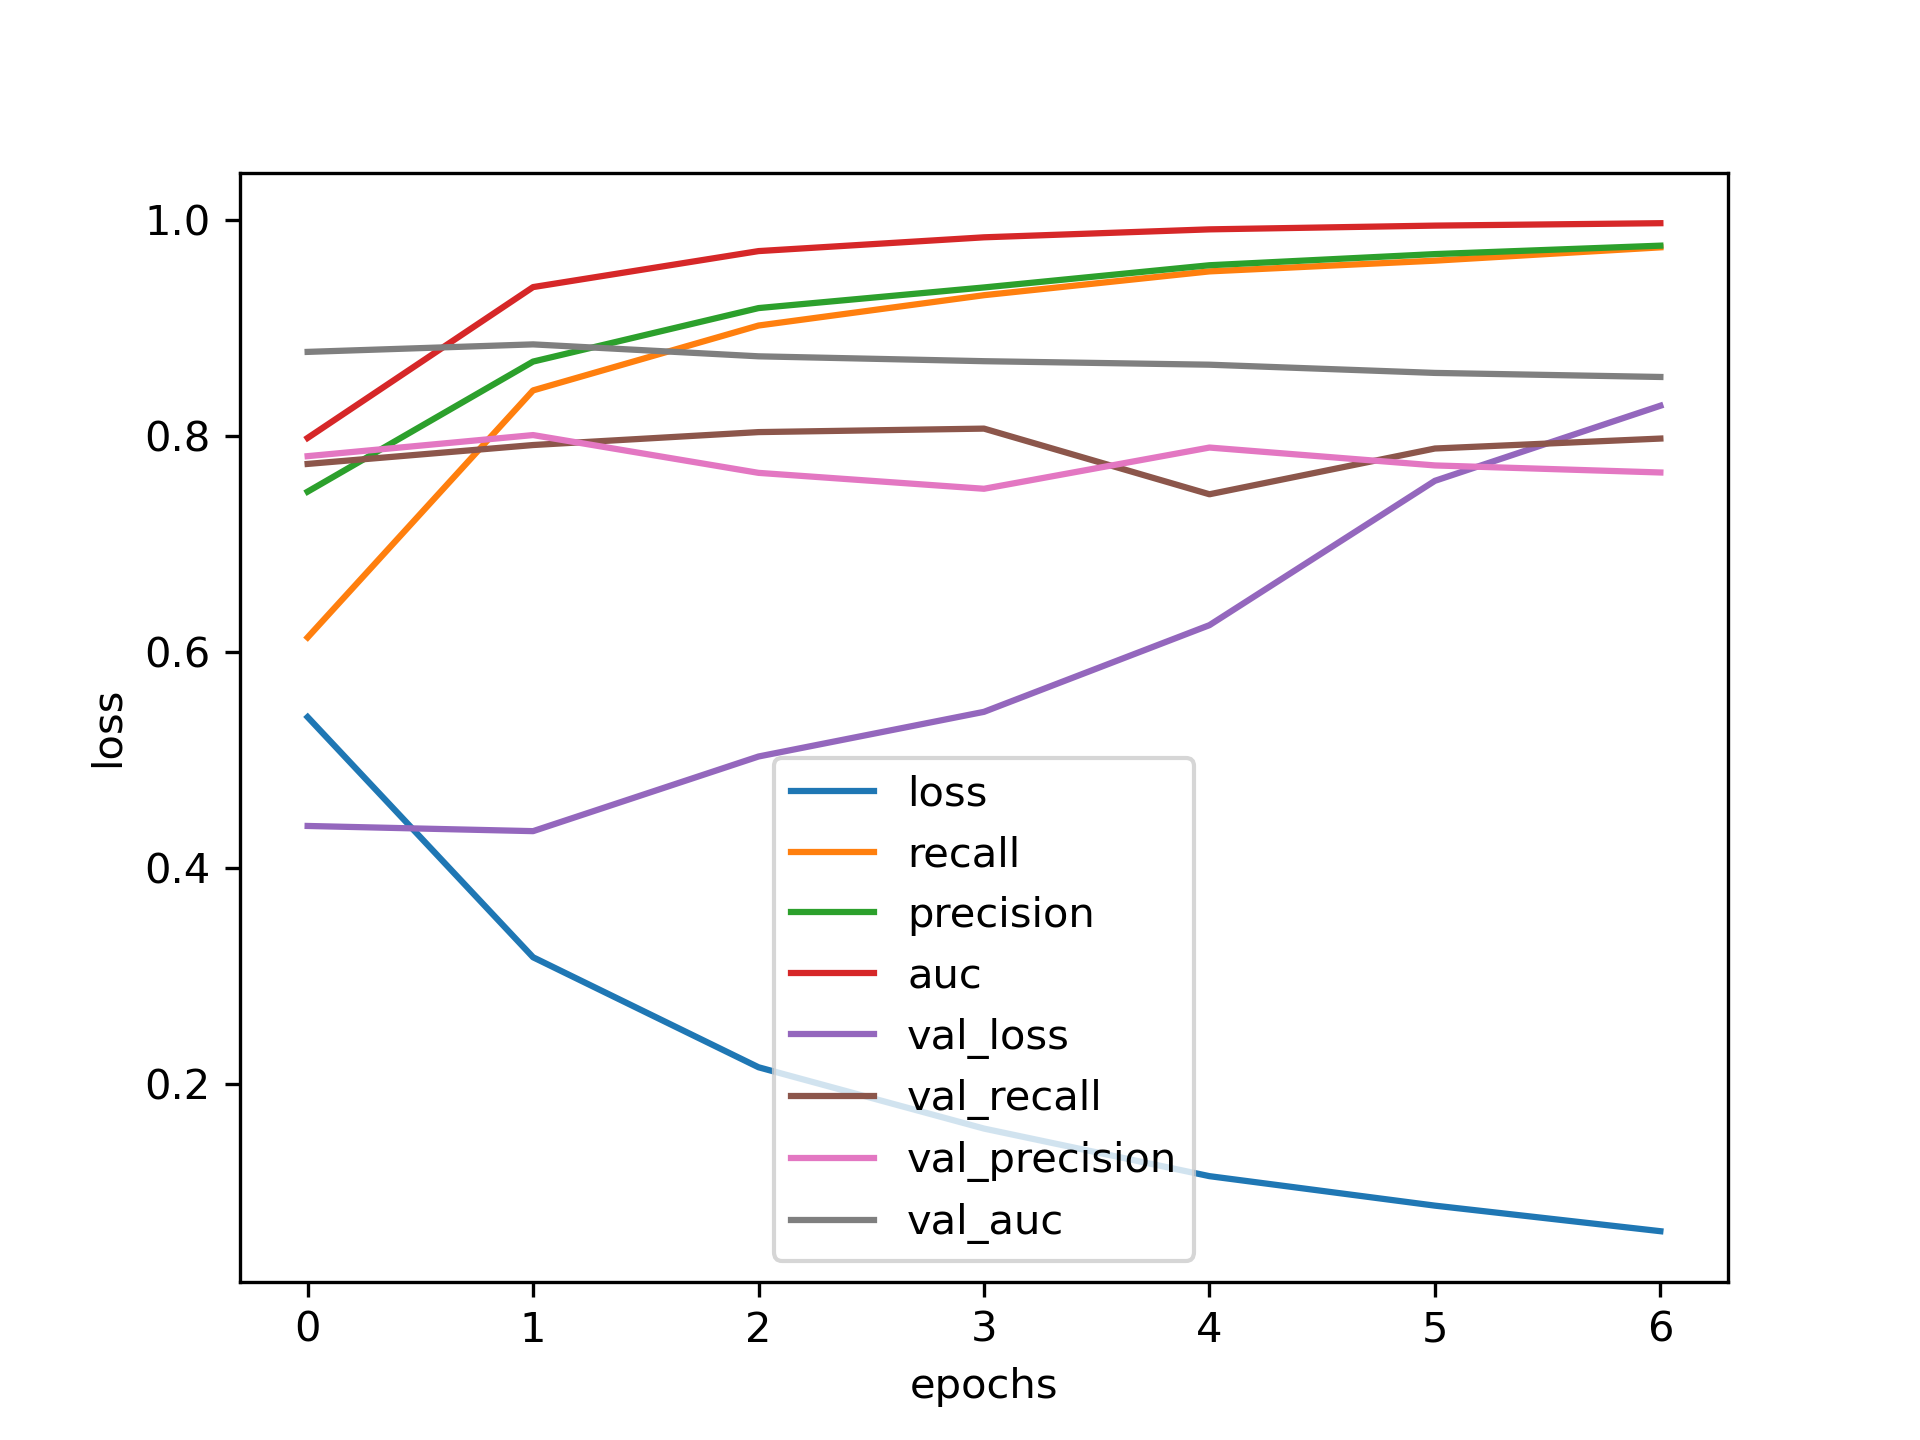 1.0
0.8
0.6
0.4
0.2
loss
loss
recall
precision
auc
val_loss
val_recall
val_precision
val_auc
0 1 2 3 4 5 6
epochs